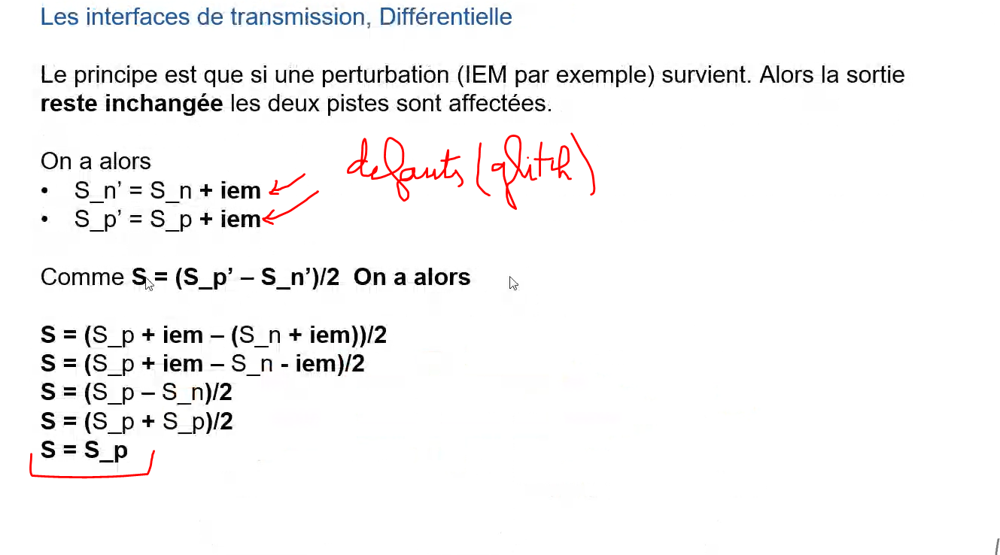 Les interfaces de transmission, Différentielle
Le principe est que si une perturbation (IEM par exemple) survient. Alors la sortie
reste inchangée les deux pistes sont affectées.
defauts (glitch)
On a alors
• S_n’ = S_n + iem
• S_p’ = S_p + iem
Comme S = (S_p’ – S_n’)/2 On a alors
S = (S_p + iem – (S_n + iem))/2
S = (S_p + iem – S_n - iem)/2
S = (S_p – S_n)/2
S = (S_p + S_p)/2
S = S_p